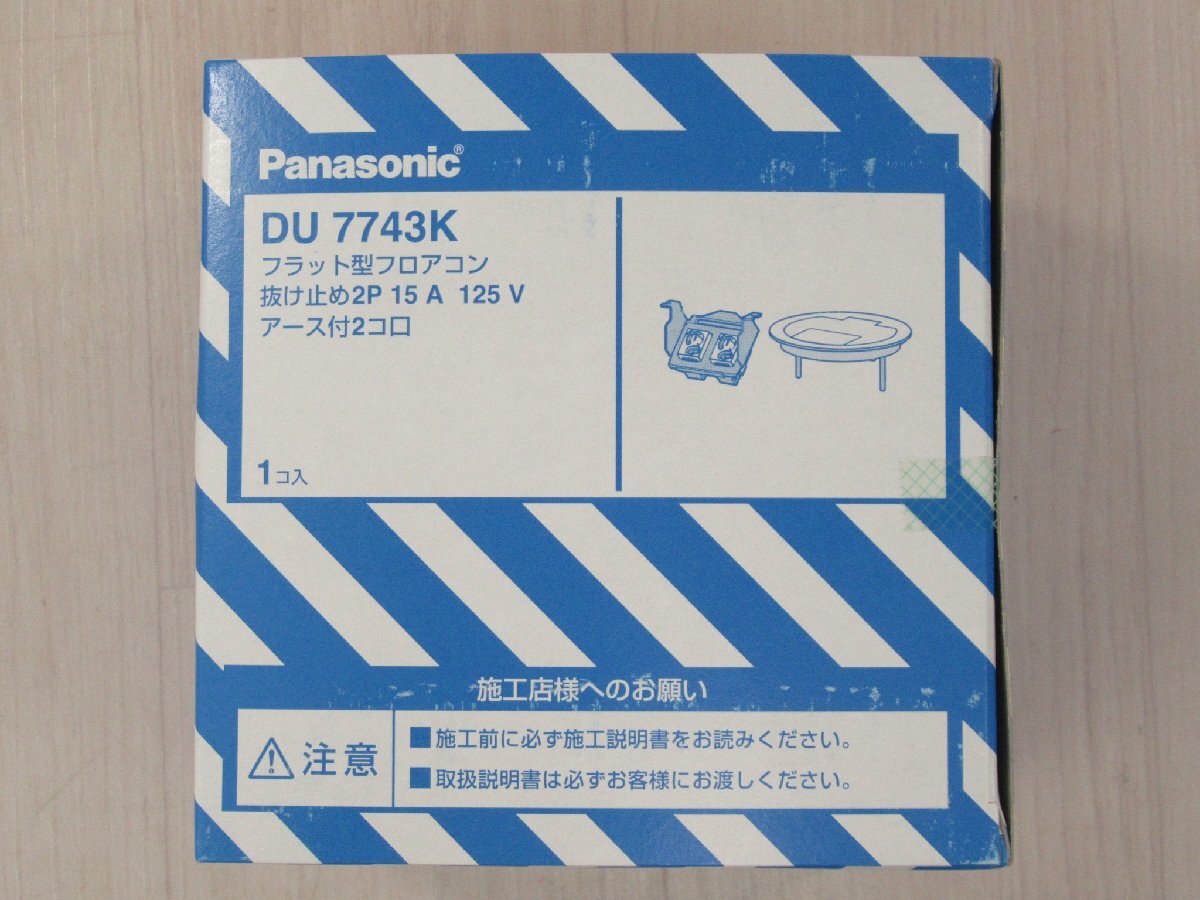 Panasonic®
DU 7743K
フラット型フロアコン
抜け止め2P 15 A 125 V
アース付2コ口
1コ入
施工店様へのお願い
注意
■施工前に必ず施工説明書をお読みください。
■取扱説明書は必ずお客様にお渡しください。